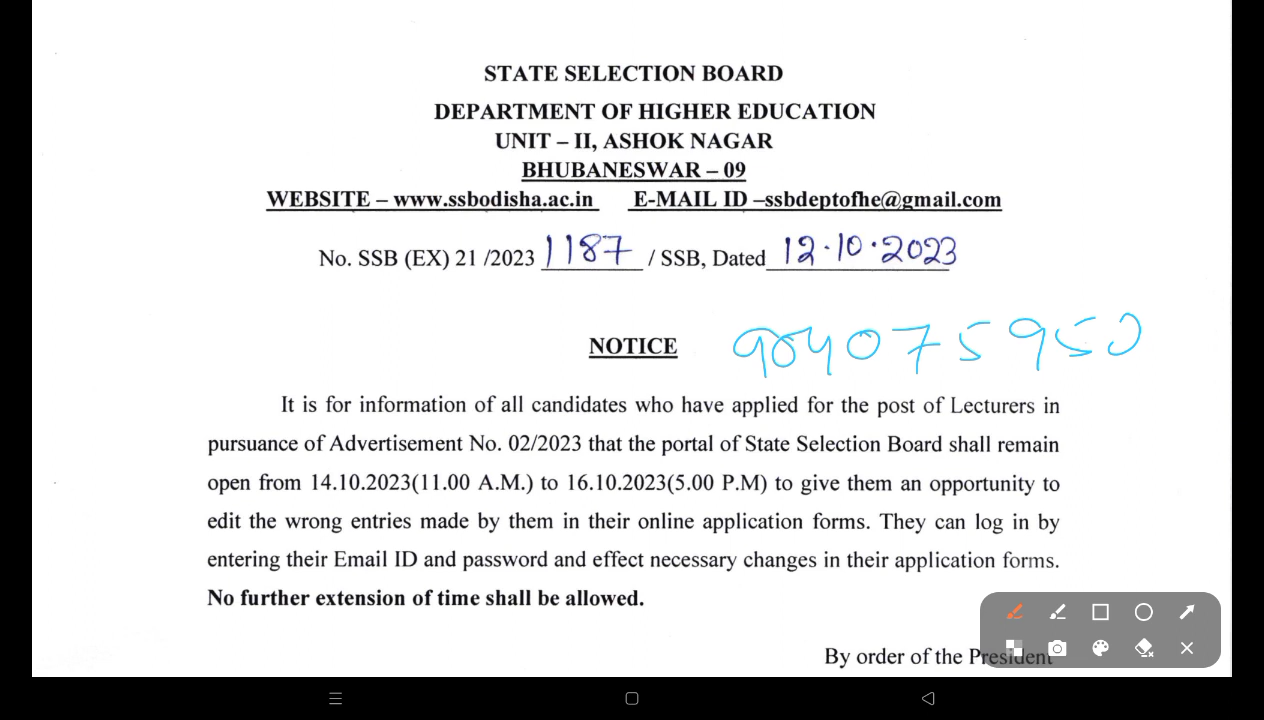 STATE SELECTION BOARD
DEPARTMENT OF HIGHER EDUCATION
UNIT – II, ASHOK NAGAR
BHUBANESWAR – 09
WEBSITE – www.ssbodisha.ac.in E-MAIL ID –ssbdeptofhe@gmail.com
No. SSB (EX) 21 /2023 1187 / SSB, Dated 12.10.2023
NOTICE
It is for information of all candidates who have applied for the post of Lecturers in
pursuance of Advertisement No. 02/2023 that the portal of State Selection Board shall remain
open from 14.10.2023(11.00 A.M.) to 16.10.2023(5.00 P.M) to give them an opportunity to
edit the wrong entries made by them in their online application forms. They can log in by
entering their Email ID and password and effect necessary changes in their application forms.
No further extension of time shall be allowed.
By order of the President